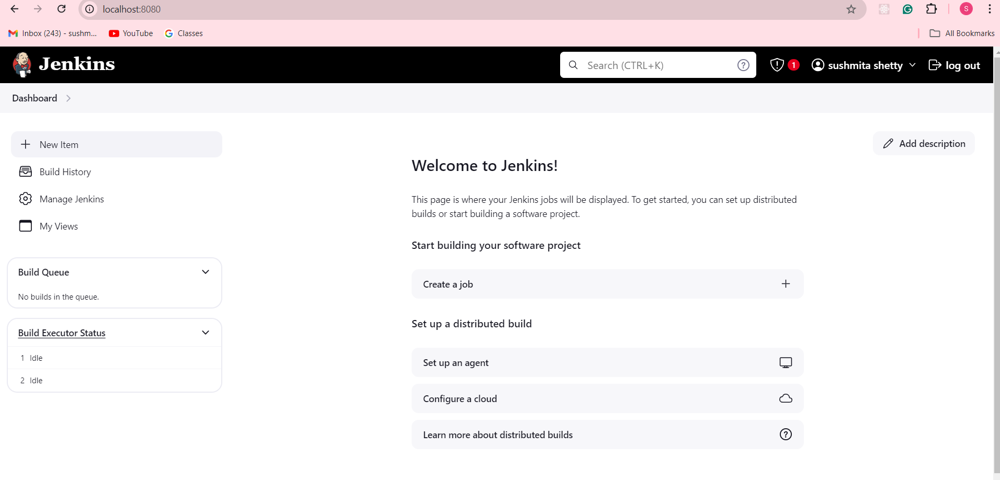 localhost:8080
Inbox (243) - sushm... YouTube Classes All Bookmarks
Jenkins Search (CTRL+K) 1 sushmita shetty log out
Dashboard
New Item
Build History
Manage Jenkins
My Views
Build Queue
No builds in the queue.
Build Executor Status
1 Idle
2 Idle
Add description
Welcome to Jenkins!
This page is where your Jenkins jobs will be displayed. To get started, you can set up distributed
builds or start building a software project.
Start building your software project
Create a job
Set up a distributed build
Set up an agent
Configure a cloud
Learn more about distributed builds